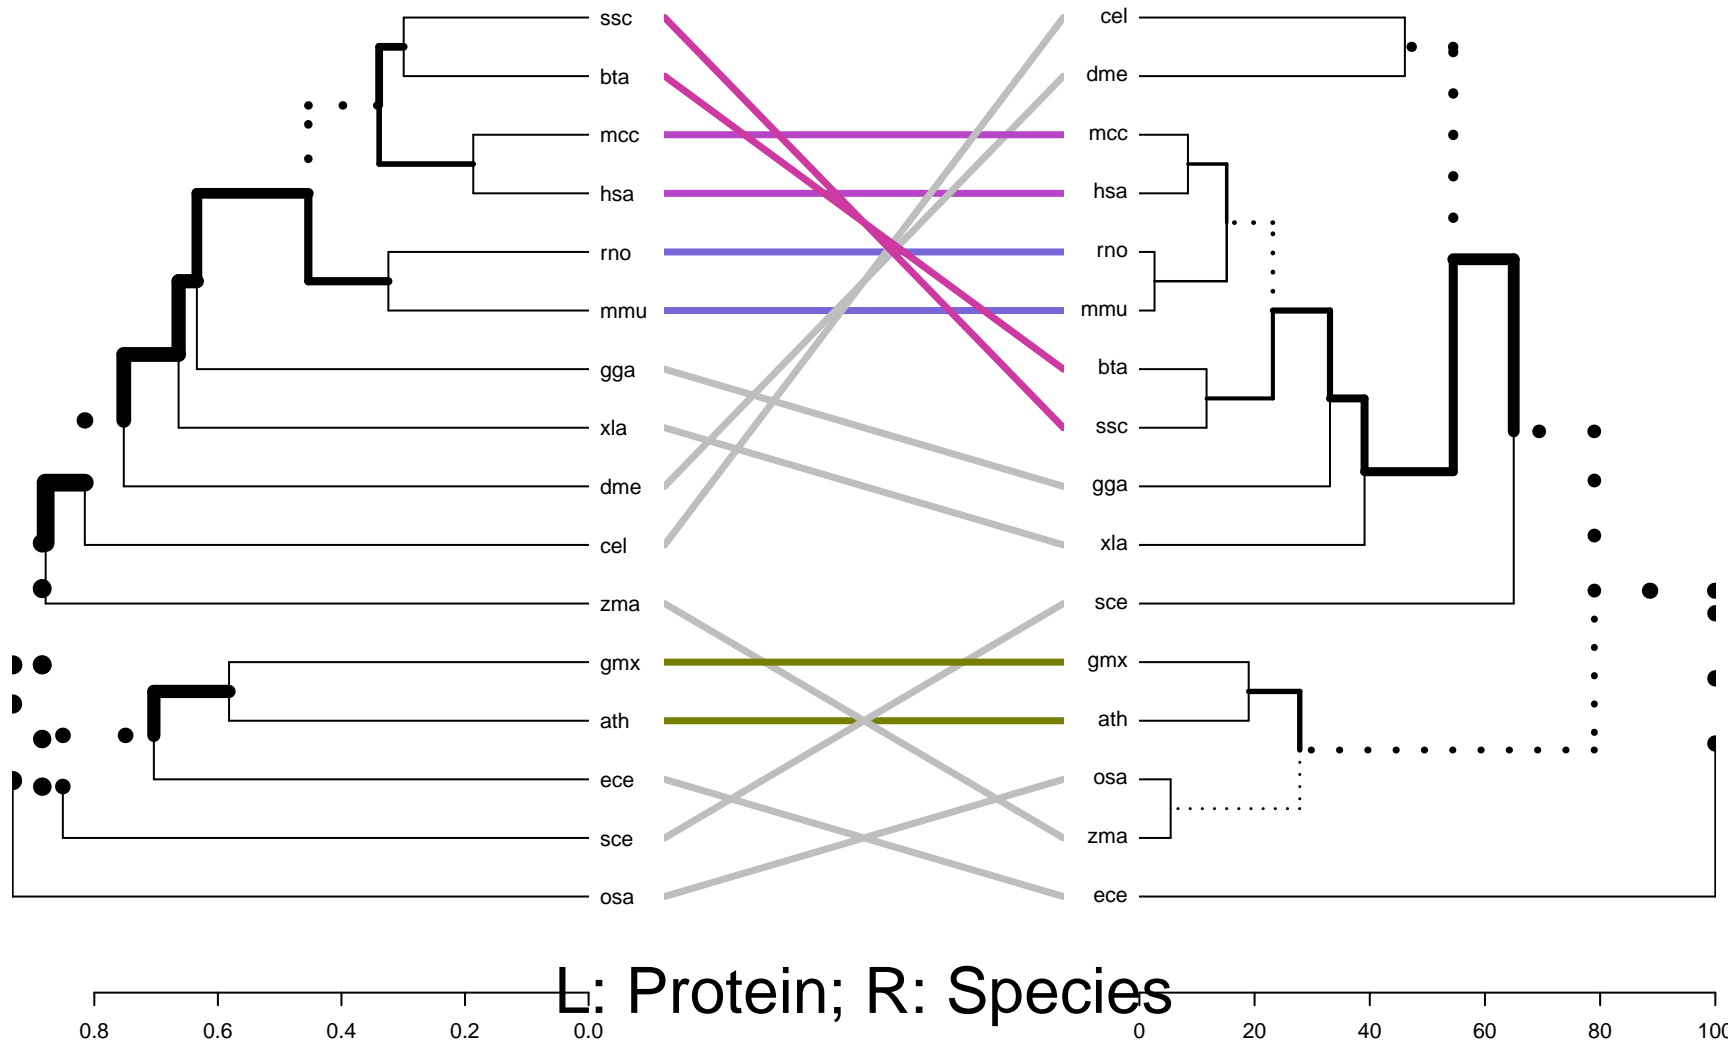 ssc cel
bta dme
mcc mcc
hsa hsa
rno rno
mmu mmu
gga bta
xla ssc
dme gga
cel xla
zma sce
gmx gmx
ath ath
ece osa
sce zma
osa ece
L: Protein; R: Species
0.8 0.6 0.4 0.2 0.0 0 20 40 60 80 100